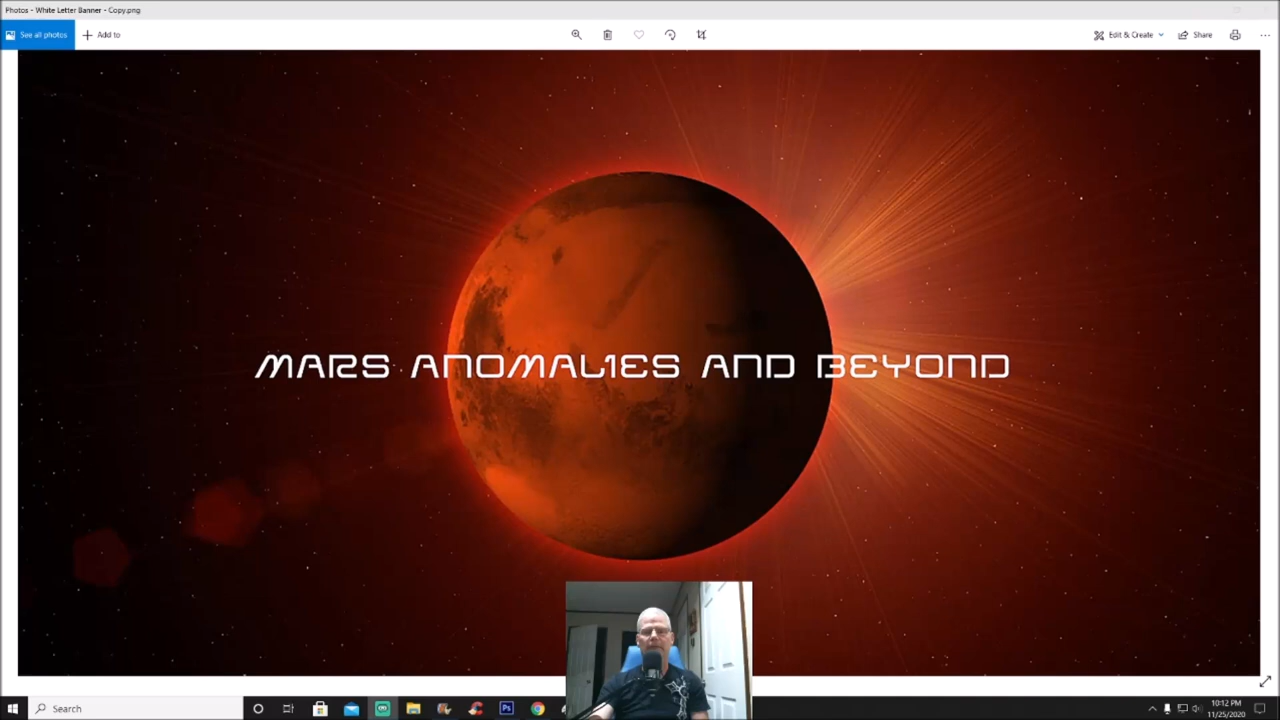 Photos - White Letter Banner - Copy.png
See all photos
Add to
Edit & Create
Share
MARS ANOMALIES AND BEYOND
Search
Ps
10:12 PM
11/25/2020